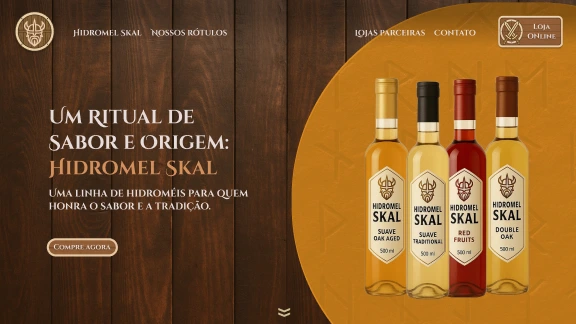 Hidromel Skal
Nossos rótulos
Lojas parceiras
Contato
Loja
Online
Um Ritual de
Sabor e Origem:
Hidromel Skal
Uma linha de hidroméis para quem
honra o sabor e a tradição.
Compre agora
HIDROMEL
SKAL
SUAVE
OAK AGED
500 ml
HIDROMEL
SKAL
SUAVE
TRADITIONAL
500 ml
HIDROMEL
SKAL
RED
FRUITS
500 ml
HIDROMEL
SKAL
DOUBLE
OAK
500 ml